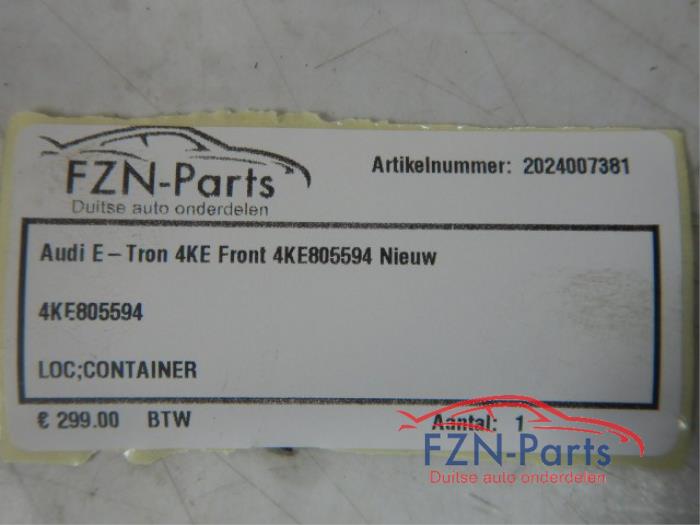 FZN-Parts
Duitse auto onderdelen
Artikelnummer: 2024007381
Audi E-Tron 4KE Front 4KE805594 Nieuw
4KE805594
LOC;CONTAINER
€ 299.00 BTW
Aantal: 1
FZN-Parts
Duitse auto onderdelen